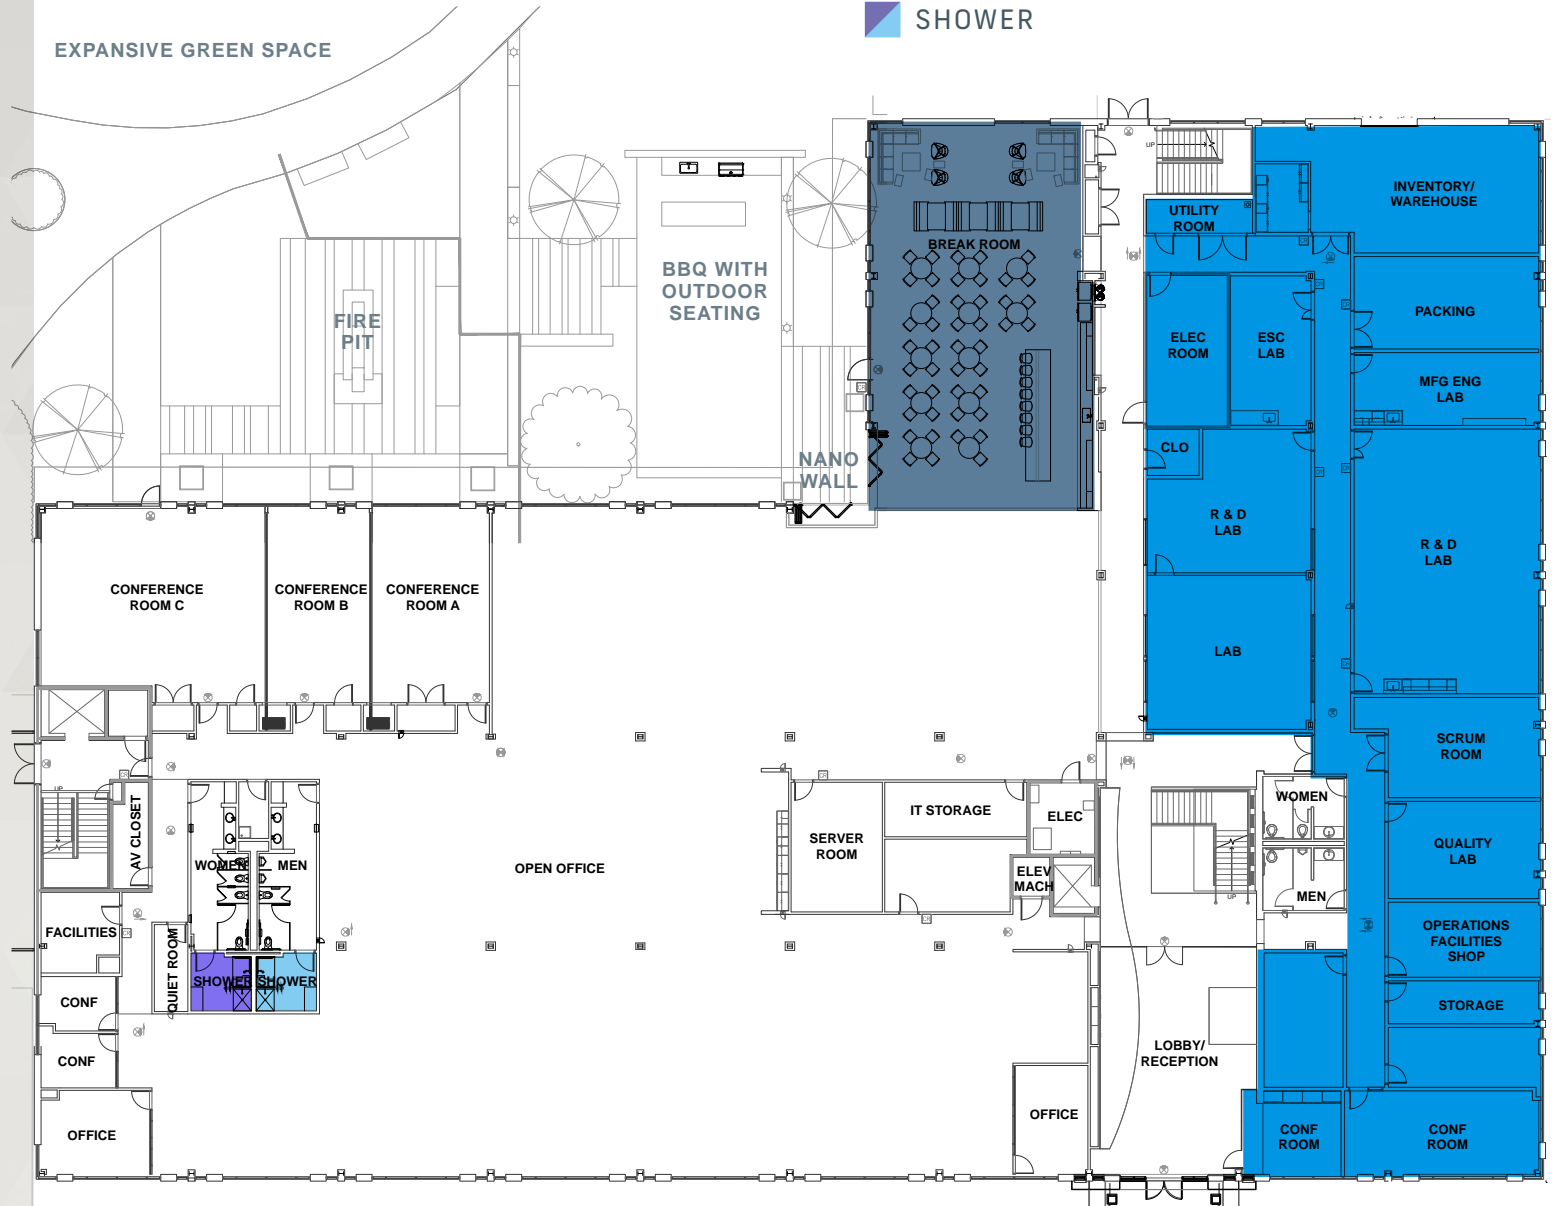 SHOWER
EXPANSIVE GREEN SPACE
UP
INVENTORY/
WAREHOUSE
UTILITY
ROOM
BREAK ROOM
BBQ WITH
OUTDOOR
SEATING
FIRE
PIT
PACKING
ELEC
ROOM
ESC
LAB
MFG ENG
LAB
CLO
NANO
WALL
R & D
LAB
R & D
LAB
CONFERENCE
ROOM C
CONFERENCE
ROOM B
CONFERENCE
ROOM A
LAB
SCRUM
ROOM
UP
AV CLOSET
WOMEN
MEN
OPEN OFFICE
SERVER
ROOM
IT STORAGE
ELEC
ELEV
MACH
WOMEN
MEN
UP
QUALITY
LAB
FACILITIES
QUIET ROOM
SHOWER
SHOWER
OPERATIONS
FACILITIES
SHOP
CONF
STORAGE
CONF
LOBBY/
RECEPTION
OFFICE
OFFICE
CONF
ROOM
CONF
ROOM